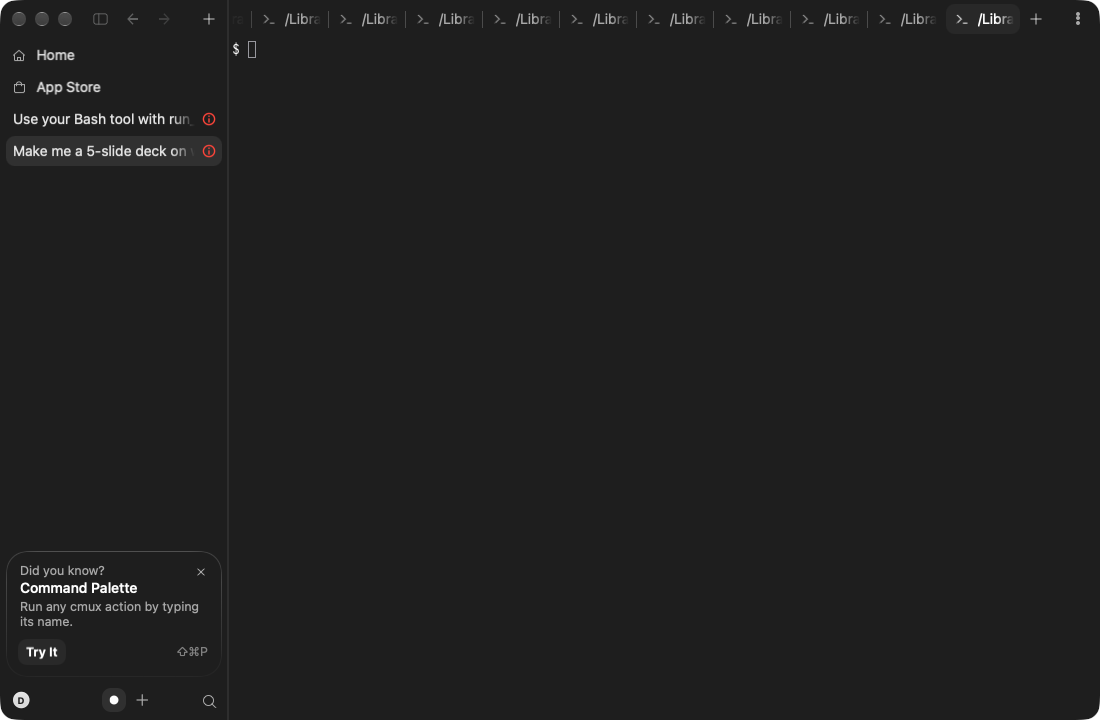 /Libra /Libra /Libra /Libra /Libra /Libra /Libra /Libra /Libra /Libra
Home
App Store
Use your Bash tool with run_
Make me a 5-slide deck on
$
Did you know?
Command Palette
Run any cmux action by typing
its name.
Try It ⇧⌘P
D